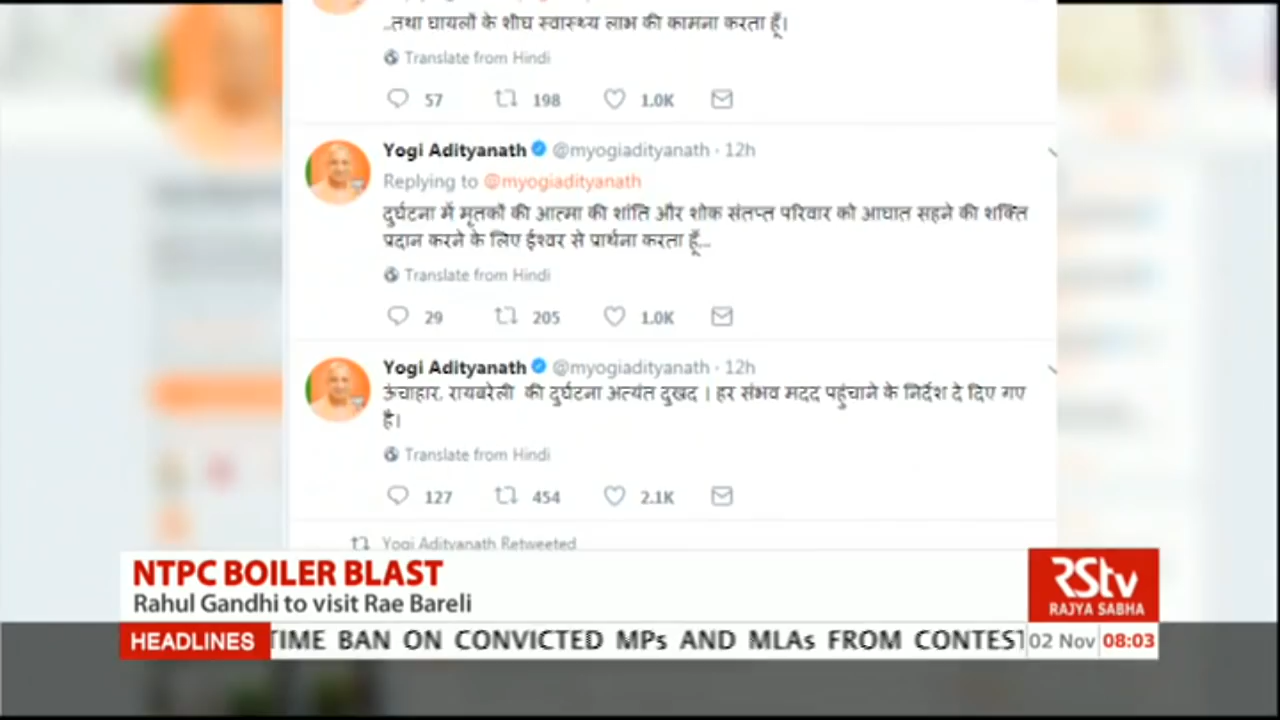 ..तथा घायलों के शीघ्र स्वास्थ्य लाभ की कामना करता हूँ।
Translate from Hindi
57 198 1.0K
Yogi Adityanath @myogiadityanath · 12h
Replying to @myogiadityanath
दुर्घटना में मृतकों की आत्मा की शांति और शोक संतप्त परिवार को आघात सहने की शक्ति
प्रदान करने के लिए ईश्वर से प्रार्थना करता हूँ...
Translate from Hindi
29 205 1.0K
Yogi Adityanath @myogiadityanath · 12h
ऊंचाहार, रायबरेली की दुर्घटना अत्यंत दुखद । हर संभव मदद पहुंचाने के निर्देश दे दिए गए
है।
Translate from Hindi
127 454 2.1K
Yogi Adityanath Retweeted
NTPC BOILER BLAST
Rahul Gandhi to visit Rae Bareli
RStv
RAJYA SABHA
HEADLINES TIME BAN ON CONVICTED MPs AND MLAs FROM CONTEST 02 Nov 08:03